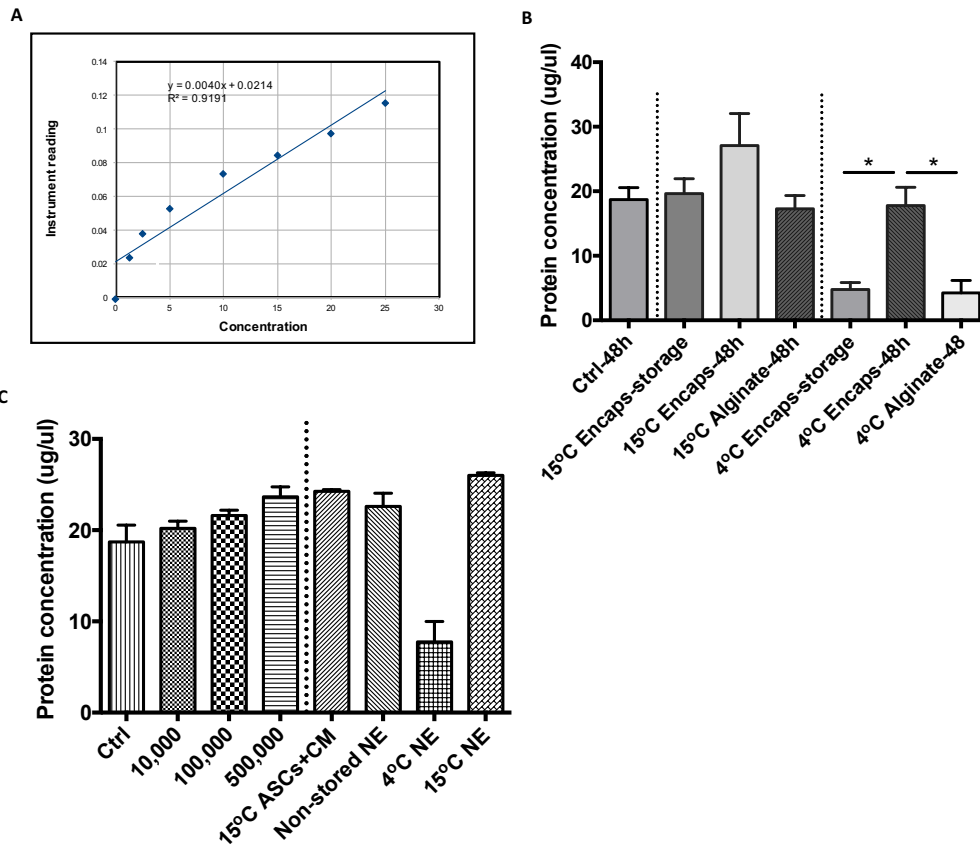 A
y = 0.0040x + 0.0214
R² = 0.9191
Instrument reading
0.14
0.12
0.1
0.08
0.06
0.04
0.02
0
0 5 10 15 20 25 30
Concentration
B
Protein concentration (ug/ul)
40
30
20
10
0
* *
Ctrl-48h
15ºC Encaps-storage
15ºC Encaps-48h
15ºC Alginate-48h
4ºC Encaps-storage
4ºC Encaps-48h
4ºC Alginate-48
C
Protein concentration (ug/ul)
30
20
10
0
Ctrl
10,000
100,000
500,000
15ºC ASCs+CM
Non-stored NE
4ºC NE
15ºC NE